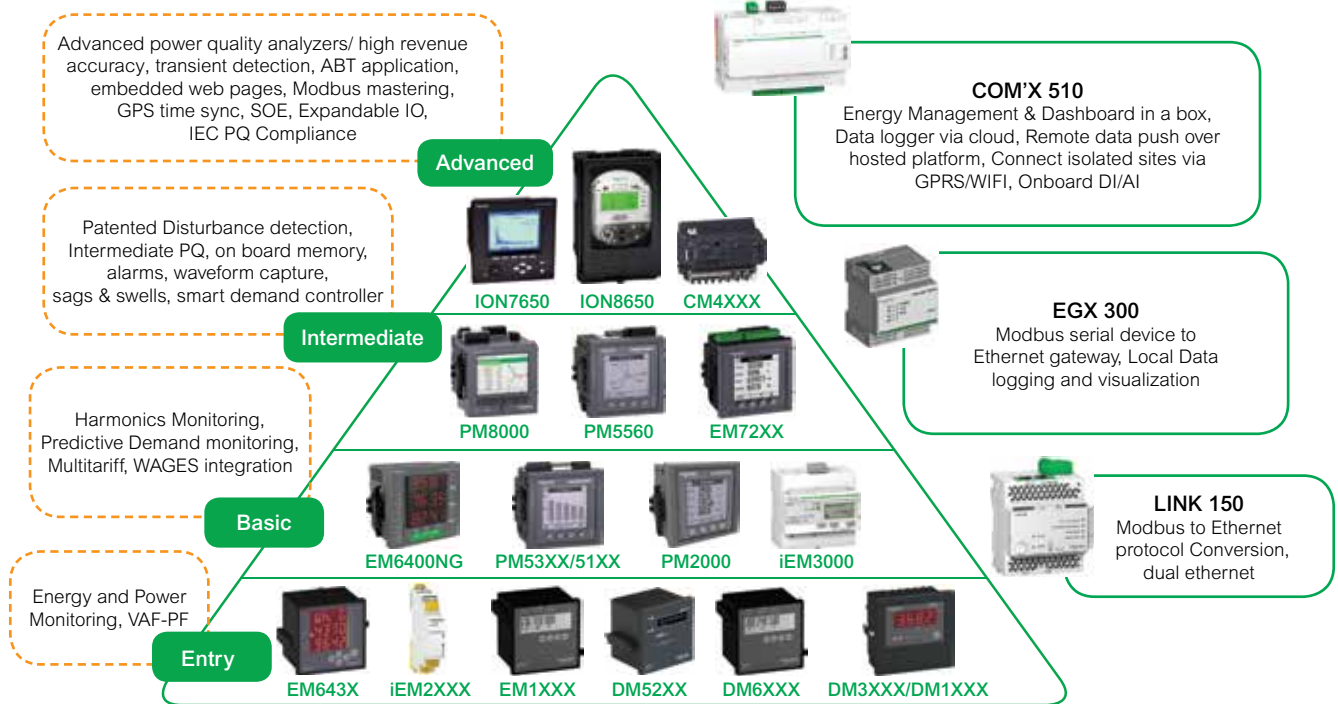 Advanced power quality analyzers/ high revenue
accuracy, transient detection, ABT application,
embedded web pages, Modbus mastering,
GPS time sync, SOE, Expandable IO,
IEC PQ Compliance
Advanced
ION7650
ION8650
CM4XXX
Patented Disturbance detection,
Intermediate PQ, on board memory,
alarms, waveform capture,
sags & swells, smart demand controller
Intermediate
PM8000
PM5560
EM72XX
Harmonics Monitoring,
Predictive Demand monitoring,
Multitariff, WAGES integration
Basic
EM6400NG
PM53XX/51XX
PM2000
iEM3000
Energy and Power
Monitoring, VAF-PF
Entry
EM643X
iEM2XXX
EM1XXX
DM52XX
DM6XXX
DM3XXX/DM1XXX
COM'X 510
Energy Management & Dashboard in a box,
Data logger via cloud, Remote data push over
hosted platform, Connect isolated sites via
GPRS/WIFI, Onboard DI/AI
EGX 300
Modbus serial device to
Ethernet gateway, Local Data
logging and visualization
LINK 150
Modbus to Ethernet
protocol Conversion,
dual ethernet